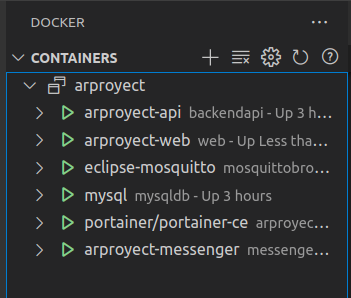 DOCKER
CONTAINERS
arproyect
arproyect-api backendapi - Up 3 h...
arproyect-web web - Up Less tha...
eclipse-mosquitto mosquittobro...
mysql mysqldb - Up 3 hours
portainer/portainer-ce arproyec...
arproyect-messenger messenge...